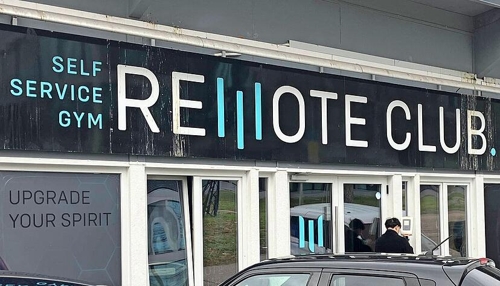 SELF
SERVICE
GYM
REMOTE CLUB.
UPGRADE
YOUR SPIRIT